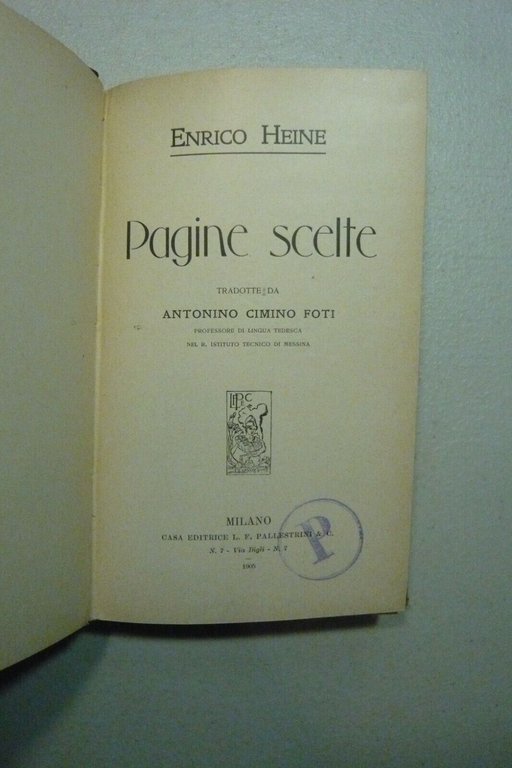 ENRICO HEINE
Pagine scelte
TRADOTTE DA
ANTONINO CIMINO FOTI
PROFESSORE DI LINGUA TEDESCA
NEL R. ISTITUTO TECNICO DI MESSINA
MILANO
CASA EDITRICE L. F. PALLESTRINI & C.
N. 7 - Via Bigli - N. 7
1905
P